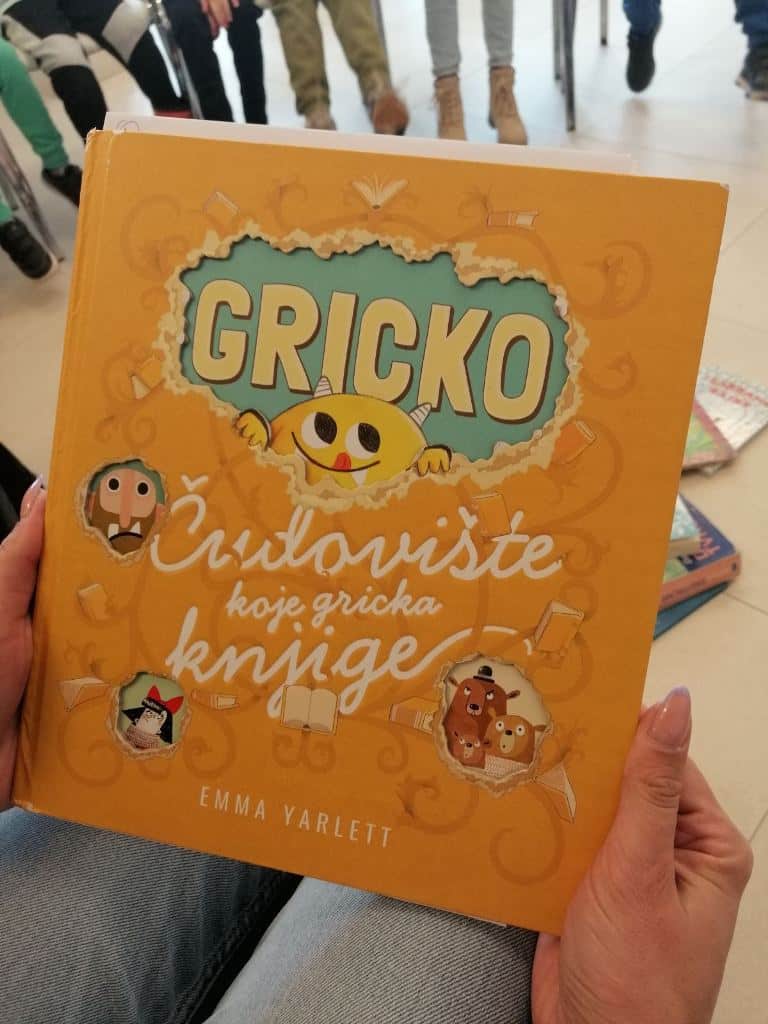 GRICKO
Čudovište
koje gricka
knjige
EMMA YARLETT